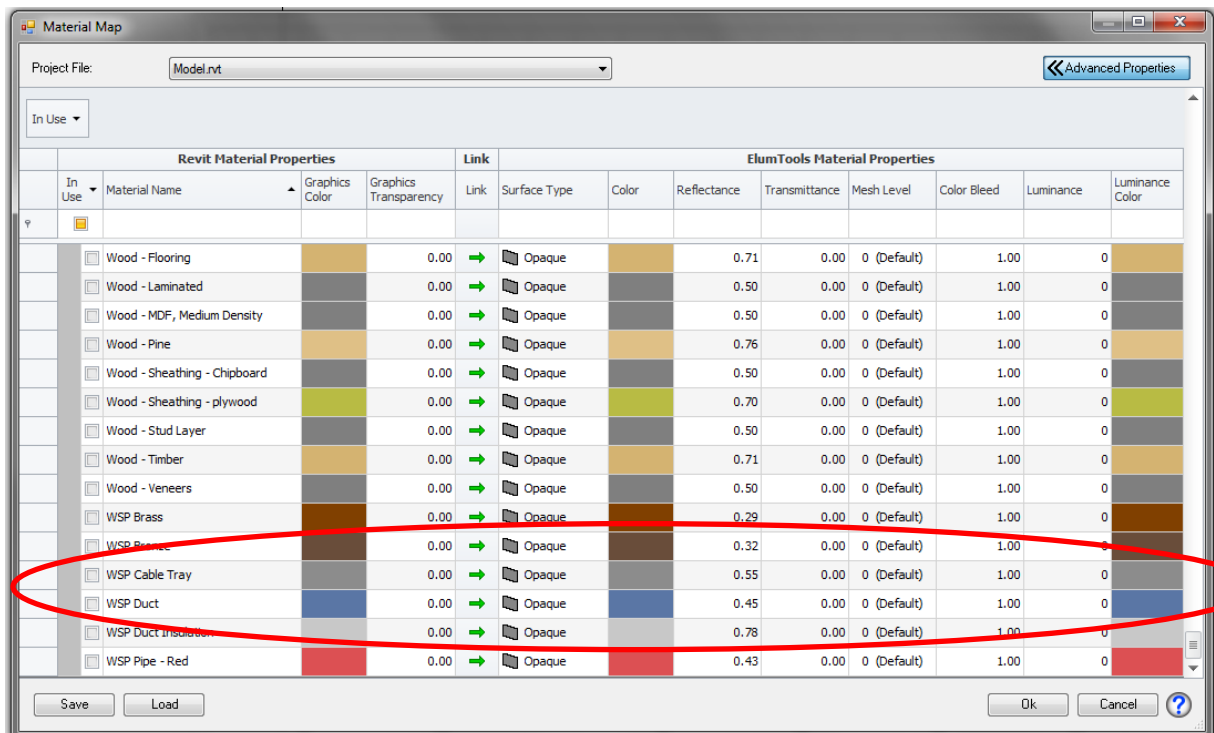 Material Map
Project File: Model.rvt Advanced Properties
In Use
Revit Material Properties Link ElumTools Material Properties
In Use Material Name Graphics Color Graphics Transparency Link Surface Type Color Reflectance Transmittance Mesh Level Color Bleed Luminance Luminance Color
Wood - Flooring 0.00 Opaque 0.71 0.00 0 (Default) 1.00 0
Wood - Laminated 0.00 Opaque 0.50 0.00 0 (Default) 1.00 0
Wood - MDF, Medium Density 0.00 Opaque 0.50 0.00 0 (Default) 1.00 0
Wood - Pine 0.00 Opaque 0.76 0.00 0 (Default) 1.00 0
Wood - Sheathing - Chipboard 0.00 Opaque 0.50 0.00 0 (Default) 1.00 0
Wood - Sheathing - plywood 0.00 Opaque 0.70 0.00 0 (Default) 1.00 0
Wood - Stud Layer 0.00 Opaque 0.50 0.00 0 (Default) 1.00 0
Wood - Timber 0.00 Opaque 0.71 0.00 0 (Default) 1.00 0
Wood - Veneers 0.00 Opaque 0.50 0.00 0 (Default) 1.00 0
WSP Brass 0.00 Opaque 0.29 0.00 0 (Default) 1.00 0
WSP Bronze 0.00 Opaque 0.32 0.00 0 (Default) 1.00 0
WSP Cable Tray 0.00 Opaque 0.55 0.00 0 (Default) 1.00 0
WSP Duct 0.00 Opaque 0.45 0.00 0 (Default) 1.00 0
WSP Duct Insulation 0.00 Opaque 0.78 0.00 0 (Default) 1.00 0
WSP Pipe - Red 0.00 Opaque 0.43 0.00 0 (Default) 1.00 0
Save Load Ok Cancel ?